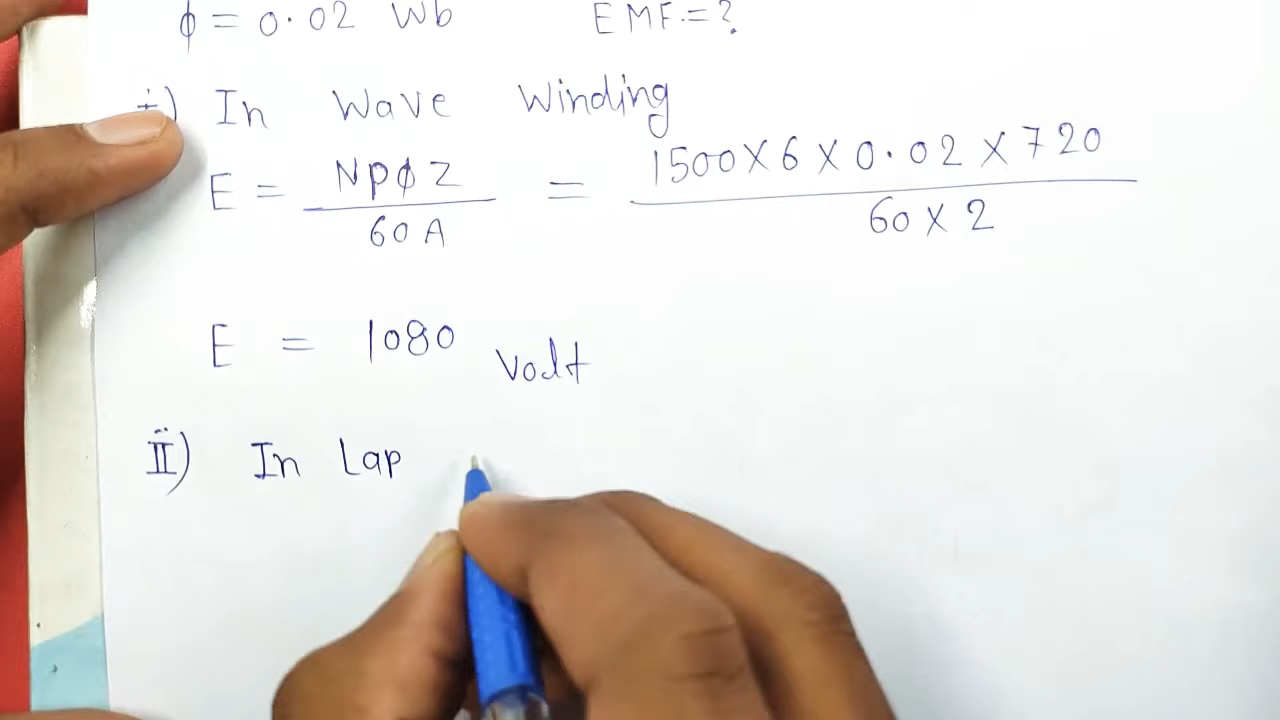 ϕ = 0.02 Wb EMF.=?
i) In Wave Winding
E = NPϕZ / 60A = 1500 X 6 X 0.02 X 720 / 60 X 2
E = 1080 Volt
ii) In Lap